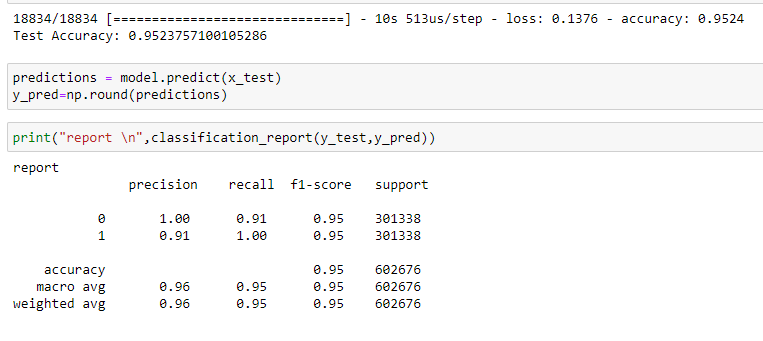 18834/18834 [==============================] - 10s 513us/step - loss: 0.1376 - accuracy: 0.9524
Test Accuracy: 0.9523757100105286
predictions = model.predict(x_test)
y_pred=np.round(predictions)
print("report \n",classification_report(y_test,y_pred))
report
precision recall f1-score support
0 1.00 0.91 0.95 301338
1 0.91 1.00 0.95 301338
accuracy 0.95 602676
macro avg 0.96 0.95 0.95 602676
weighted avg 0.96 0.95 0.95 602676